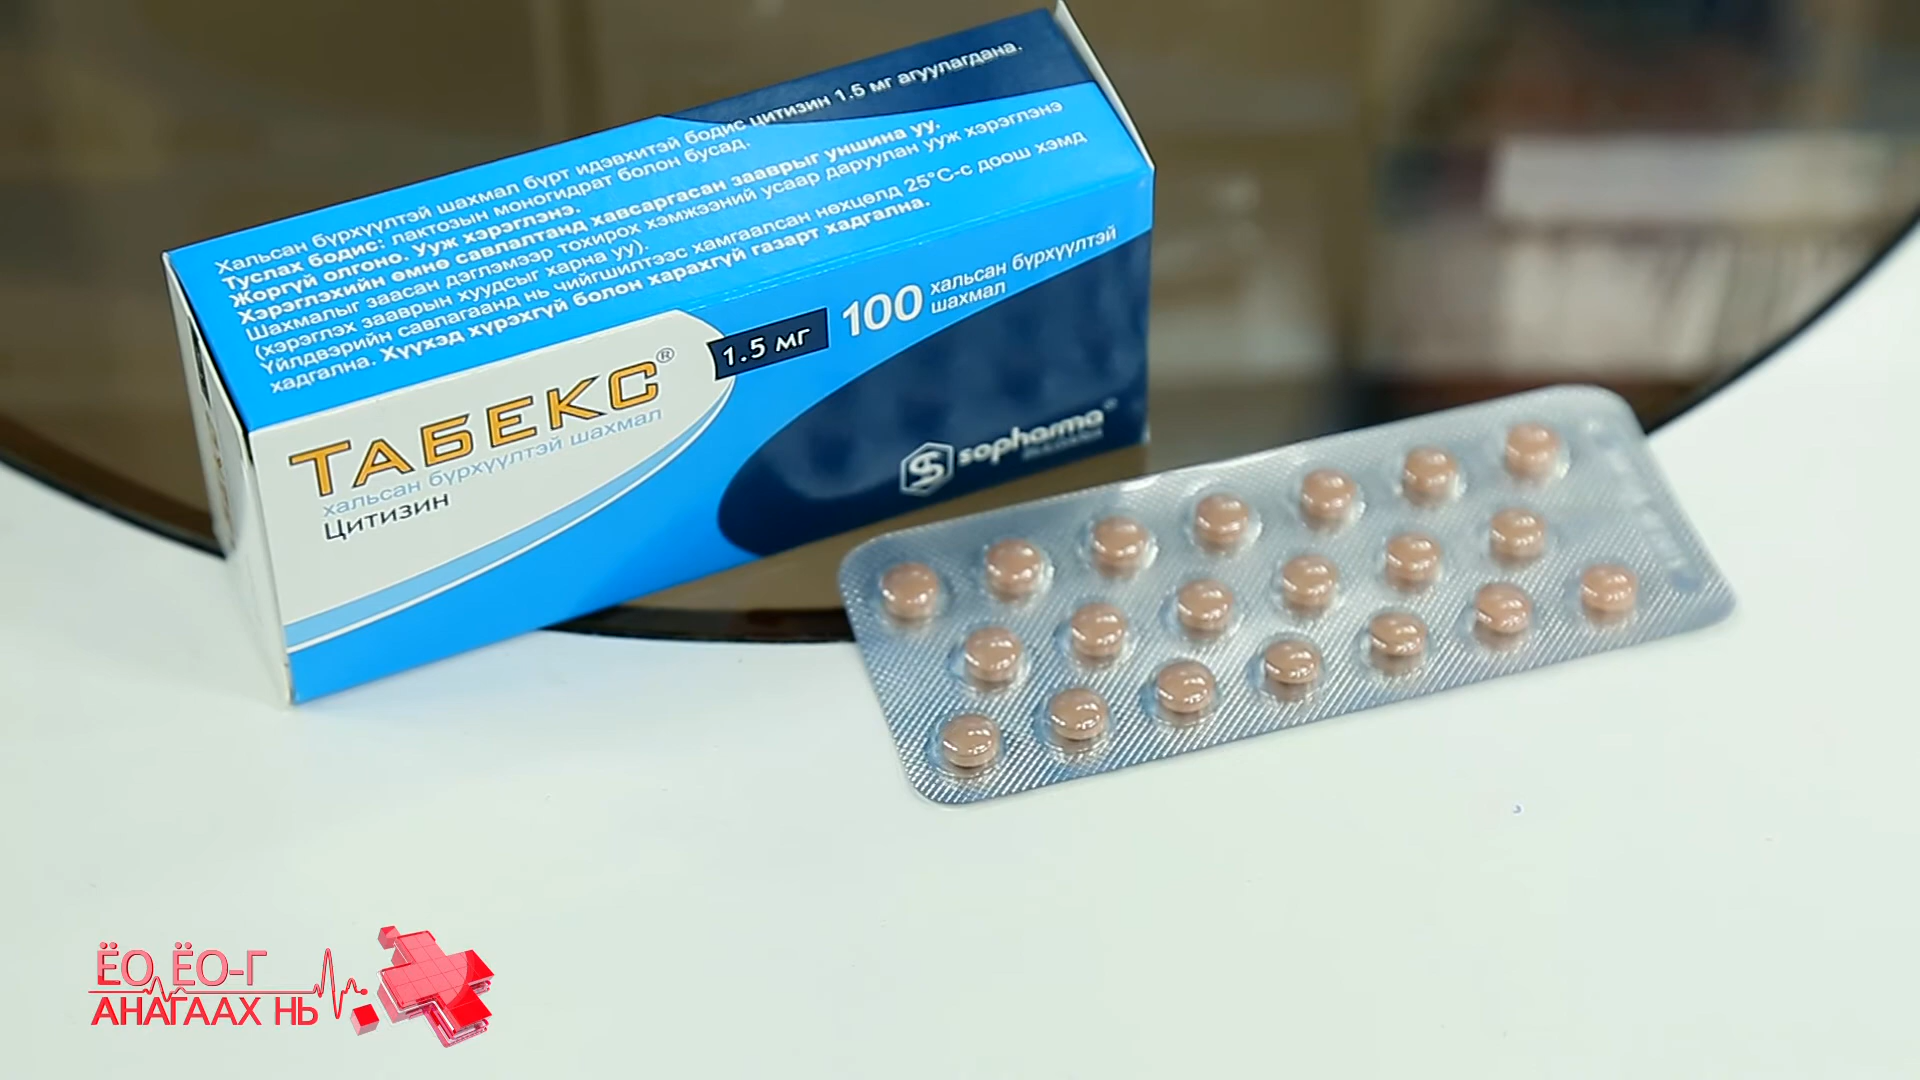 Хальсан бүрхүүлтэй шахмал бүрт идэвхитэй бодис цитизин 1.5 мг агуулагдана.
Туслах бодис: лактозын моногидрат болон бусад.
Жоргүй олгоно. Ууж хэрэглэнэ.
Хэрэглэхийн өмнө савалтанд хавсаргасан зааврыг уншина уу.
Шахмалыг заасан дэглэмээр тохирох хэмжээний усаар даруулан ууж хэрэглэнэ
(хэрэглэх зааврын хуудсыг харна уу).
Үйлдвэрийн савлагаанд нь чийгшилтээс хамгаалсан нөхцөлд 25°C-с доош хэмд
хадгална. Хүүхэд хүрэхгүй болон харахгүй газарт хадгална.
ТАБЕКС®
хальсан бүрхүүлтэй шахмал
Цитизин
1.5 мг
100 хальсан бүрхүүлтэй
шахмал
sopharma
ЁО, ЁО-Г
АНАГААХ НЬ